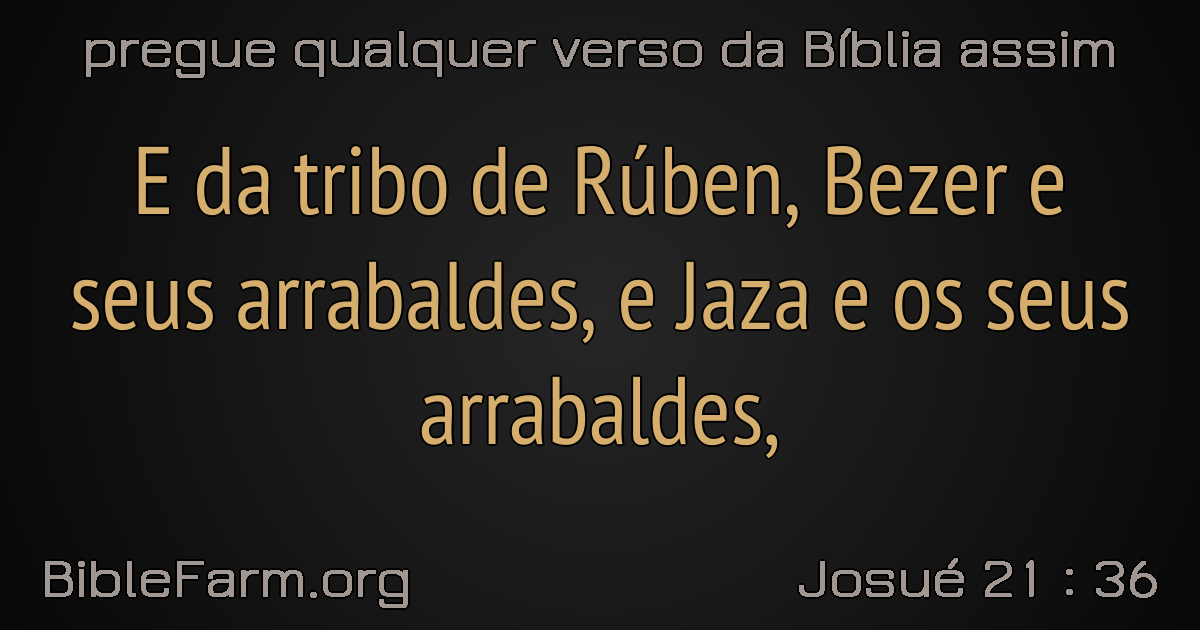 pregue qualquer verso da Bíblia assim
E da tribo de Rúben, Bezer e
seus arrabaldes, e Jaza e os seus
arrabaldes,
BibleFarm.org
Josué 21 : 36